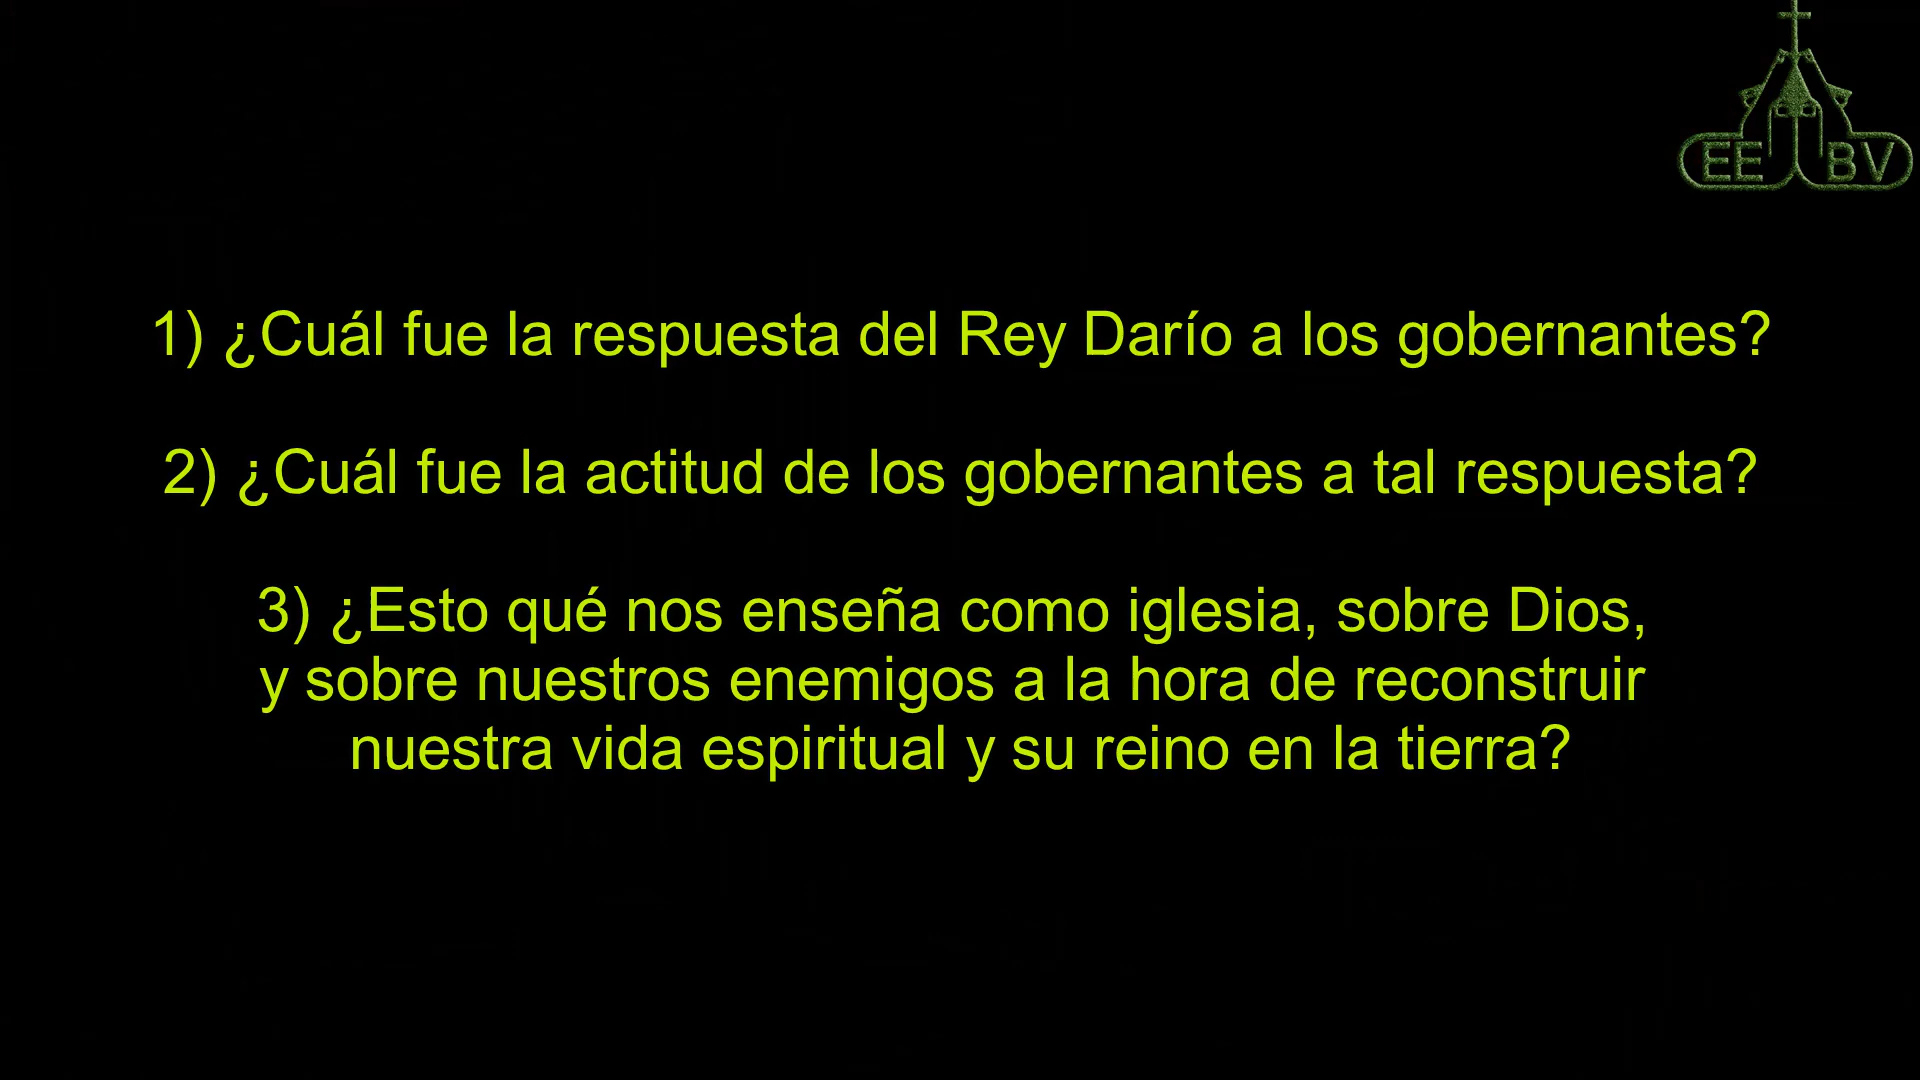 EE BV
1) ¿Cuál fue la respuesta del Rey Darío a los gobernantes?
2) ¿Cuál fue la actitud de los gobernantes a tal respuesta?
3) ¿Esto qué nos enseña como iglesia, sobre Dios,
y sobre nuestros enemigos a la hora de reconstruir
nuestra vida espiritual y su reino en la tierra?